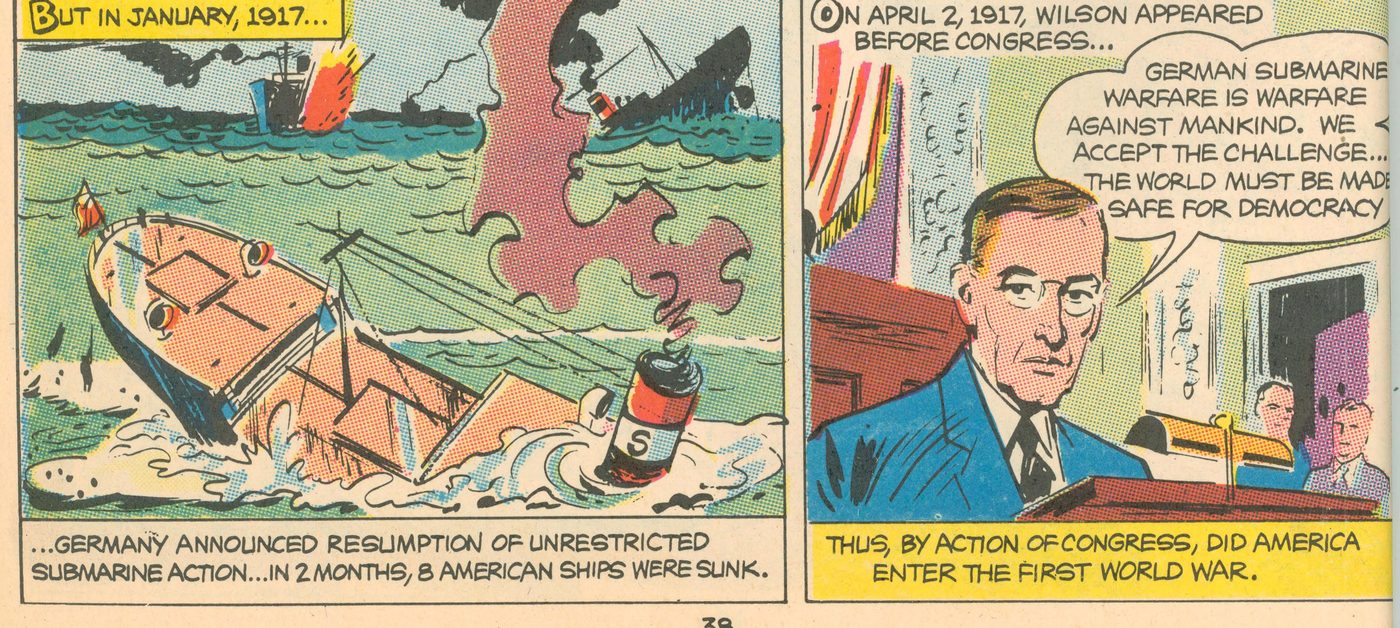 BUT IN JANUARY, 1917...
S
...GERMANY ANNOUNCED RESUMPTION OF UNRESTRICTED
SUBMARINE ACTION...IN 2 MONTHS, 8 AMERICAN SHIPS WERE SUNK.
ON APRIL 2, 1917, WILSON APPEARED
BEFORE CONGRESS...
GERMAN SUBMARINE
WARFARE IS WARFARE
AGAINST MANKIND. WE
ACCEPT THE CHALLENGE...
THE WORLD MUST BE MADE
SAFE FOR DEMOCRACY
THUS, BY ACTION OF CONGRESS, DID AMERICA
ENTER THE FIRST WORLD WAR.
38